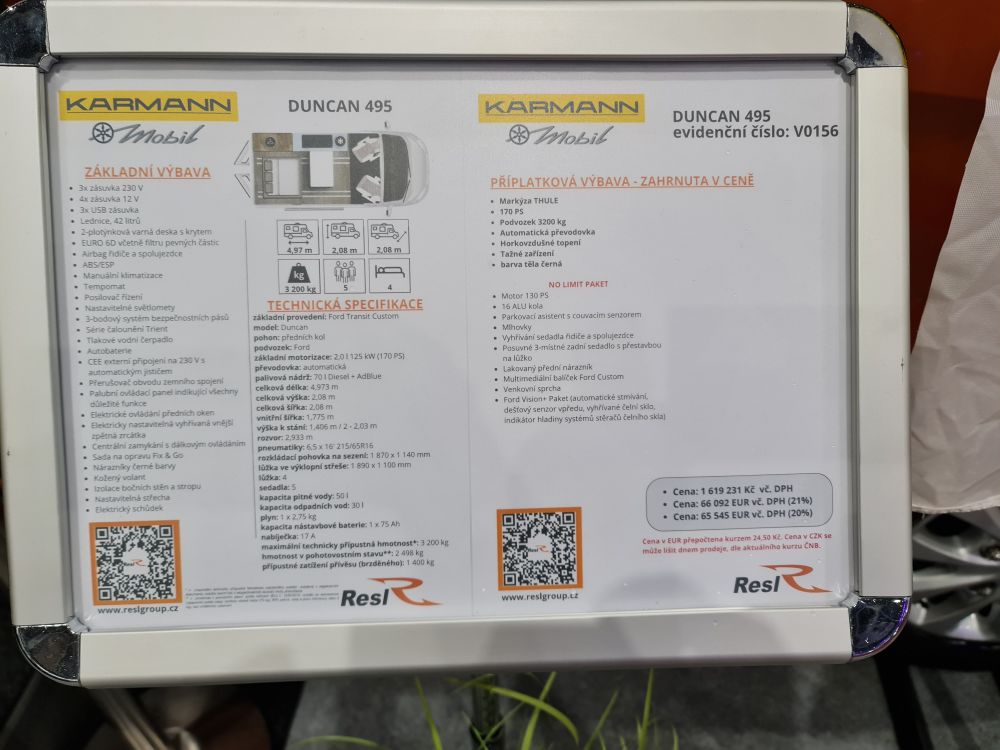 KARMANN
Mobil
DUNCAN 495
ZÁKLADNÍ VÝBAVA
• 3x zásuvka 230 V
• 4x zásuvka 12 V
• 3x USB zásuvka
• Lednice, 42 litrů
• 2-plotýnková varná deska s krytem
• EURO 6D včetně filtru pevných částic
• Airbag řidiče a spolujezdce
• ABS/ESP
• Manuální klimatizace
• Tempomat
• Posilovač řízení
• Nastavitelné světlomety
• 3-bodový systém bezpečnostních pásů
• Série čalounění Trient
• Tlakové vodní čerpadlo
• Autobaterie
• CEE externí připojení na 230 V s
automatickým jističem
• Přerušovač obvodu zemního spojení
• Palubní ovládací panel indikující všechny
důležité funkce
• Elektrické ovládání předních oken
• Elektricky nastavitelná vyhřívaná vnější
zpětná zrcátka
• Centrální zamykání s dálkovým ovládáním
• Sada na opravu Fix & Go
• Nárazníky černé barvy
• Kožený volant
• Izolace bočních stěn a stropu
• Nastavitelná střecha
• Elektrický schůdek
www.reslgroup.cz
4,97 m
2,08 m
2,08 m
kg
3 200 kg
5
4
TECHNICKÁ SPECIFIKACE
základní provedení: Ford Transit Custom
model: Duncan
pohon: předních kol
podvozek: Ford
základní motorizace: 2,0 l 125 kW (170 PS)
převodovka: automatická
palivová nádrž: 70 l Diesel + AdBlue
celková délka: 4,973 m
celková výška: 2,08 m
celková šířka: 2,08 m
vnitřní šířka: 1,775 m
výška k stání: 1,406 m / 2 - 2,03 m
rozvor: 2,933 m
pneumatiky: 6,5 x 16' 215/65R16
rozkládací pohovka na sezení: 1 870 x 1 140 mm
lůžka ve výklopní střeše: 1 890 x 1 100 mm
lůžka: 4
sedadla: 5
kapacita pitné vody: 50 l
kapacita odpadních vod: 30 l
plyn: 1 x 2,75 kg
kapacita nástavbové baterie: 1 x 75 Ah
nabíječka: 17 A
maximální technicky přípustná hmotnost*: 3 200 kg
hmotnost v pohotovostním stavu**: 2 498 kg
přípustné zatížení přívěsu (brzděného): 1 400 kg
Resl
KARMANN
Mobil
DUNCAN 495
evidenční číslo: V0156
PŘÍPLATKOVÁ VÝBAVA - ZAHRNUTA V CENĚ
• Markýza THULE
• 170 PS
• Podvozek 3200 kg
• Automatická převodovka
• Horkovzdušné topení
• Tažné zařízení
• barva těla černá
NO LIMIT PAKET
• Motor 130 PS
• 16 ALU kola
• Parkovací asistent s couvacím senzorem
• Mlhovky
• Vyhřívání sedadla řidiče a spolujezdce
• Posuvné 3-místné zadní sedadlo s přestavbou
na lůžko
• Lakovaný přední nárazník
• Multimediální balíček Ford Custom
• Venkovní sprcha
• Ford Vision+ Paket (automatické stmívání,
dešťový senzor vpředu, vyhřívané čelní sklo,
indikátor hladiny systémů stěračů čelního skla)
• Cena: 1 619 231 Kč vč. DPH
• Cena: 66 092 EUR vč. DPH (21%)
• Cena: 65 545 EUR vč. DPH (20%)
Cena v EUR přepočtena kurzem 24,50 Kč. Cena v CZK se
může lišit dnem prodeje, dle aktuálního kurzu ČNB.
www.reslgroup.cz
Resl